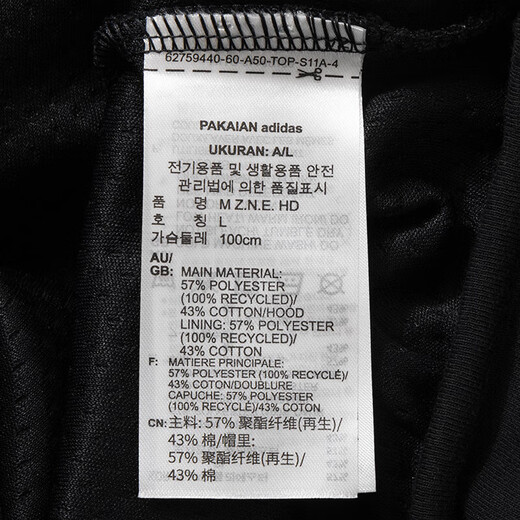 62759440-60-A50-TOP-S11A-4
PAKAIAN adidas
UKURAN: A/L
전기용품 및 생활용품 안전
관리법에 의한 품질표시
품 명 M Z.N.E. HD
호 칭 L
가슴둘레 100cm
AU/
GB: MAIN MATERIAL:
57% POLYESTER
(100% RECYCLED)/
43% COTTON/HOOD
LINING: 57% POLYESTER
(100% RECYCLED)/
43% COTTON
F: MATIERE PRINCIPALE:
57% POLYESTER (100% RECYCLÉ)/
43% COTON/DOUBLURE
CAPUCHE: 57% POLYESTER
(100% RECYCLÉ)/43% COTON
CN: 主料: 57% 聚酯纤维(再生)/
43% 棉/帽里:
57% 聚酯纤维(再生)/
43% 棉